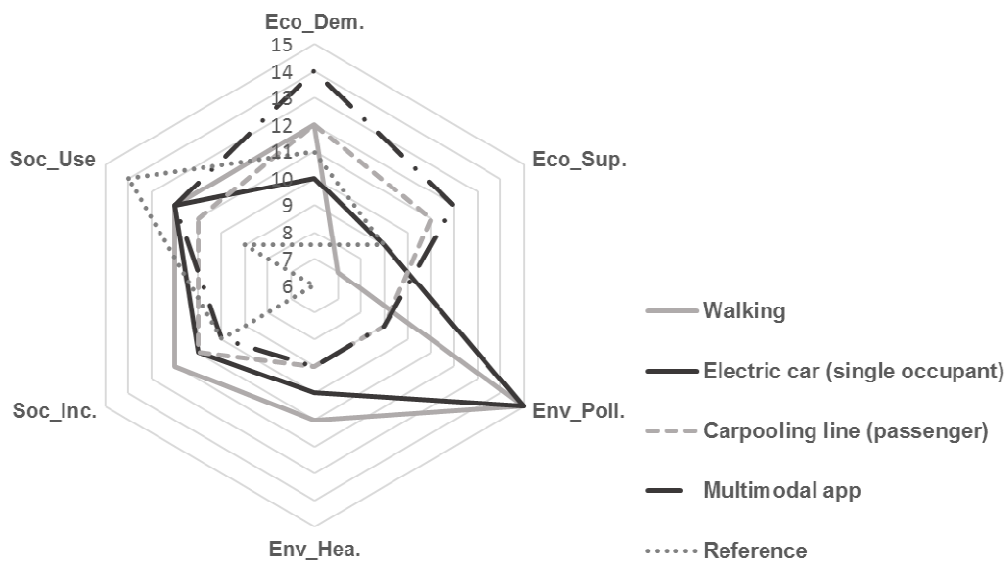 Eco_Dem.
15
14
13
12
11
10
9
8
7
6
Soc_Use
Eco_Sup.
Soc_Inc.
Env_Poll.
Env_Hea.
Walking
Electric car (single occupant)
Carpooling line (passenger)
Multimodal app
Reference